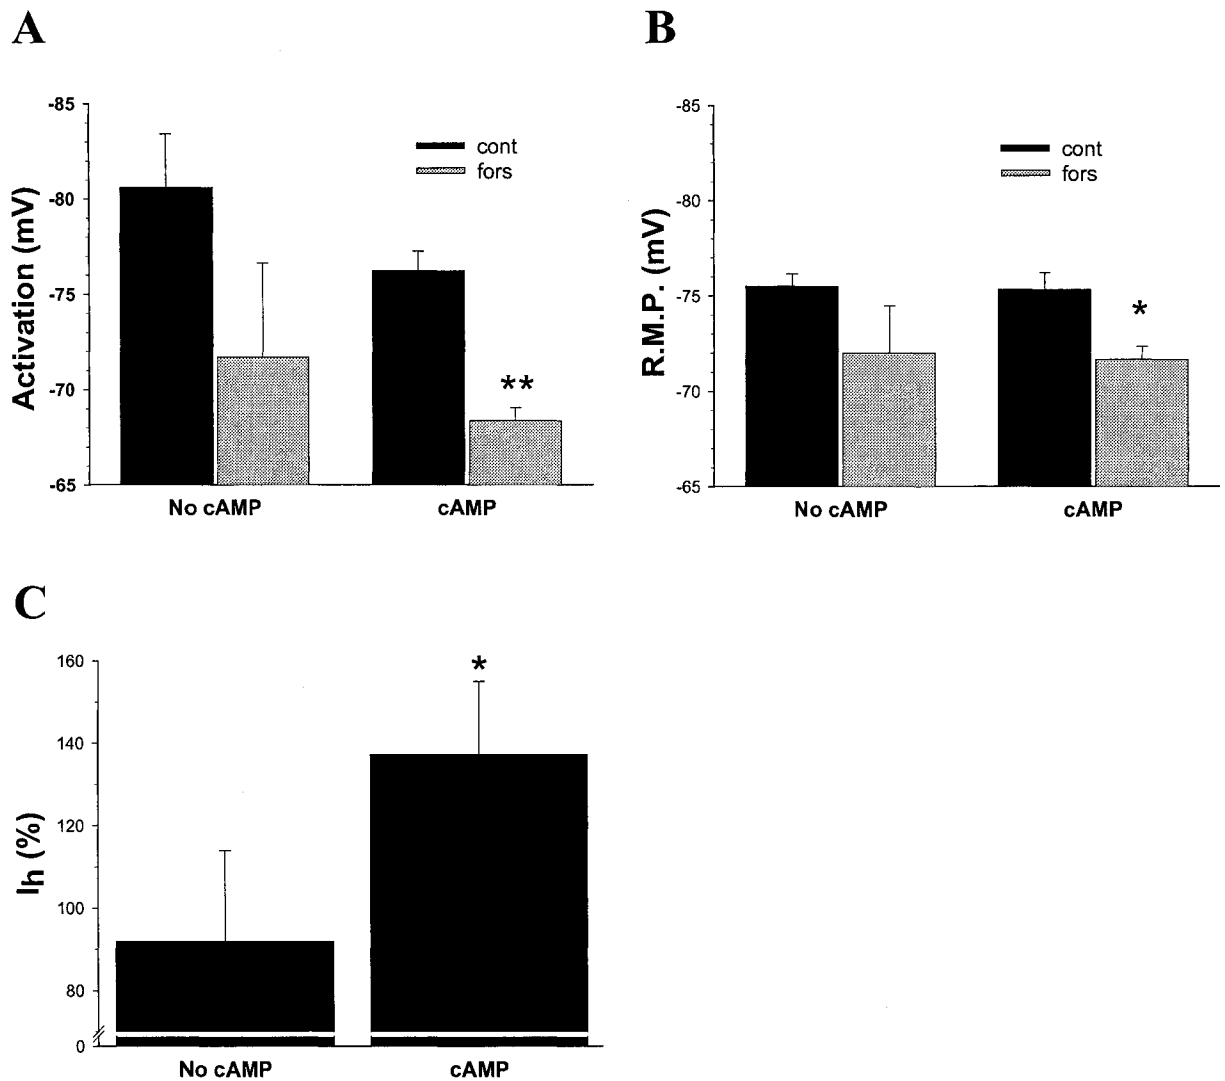 A
Activation (mV)
-85
-80
-75
-70
-65
cont
fors
**
No cAMP
cAMP
B
R.M.P. (mV)
-85
-80
-75
-70
-65
cont
fors
*
No cAMP
cAMP
C
Ih (%)
160
140
120
100
80
0
*
No cAMP
cAMP